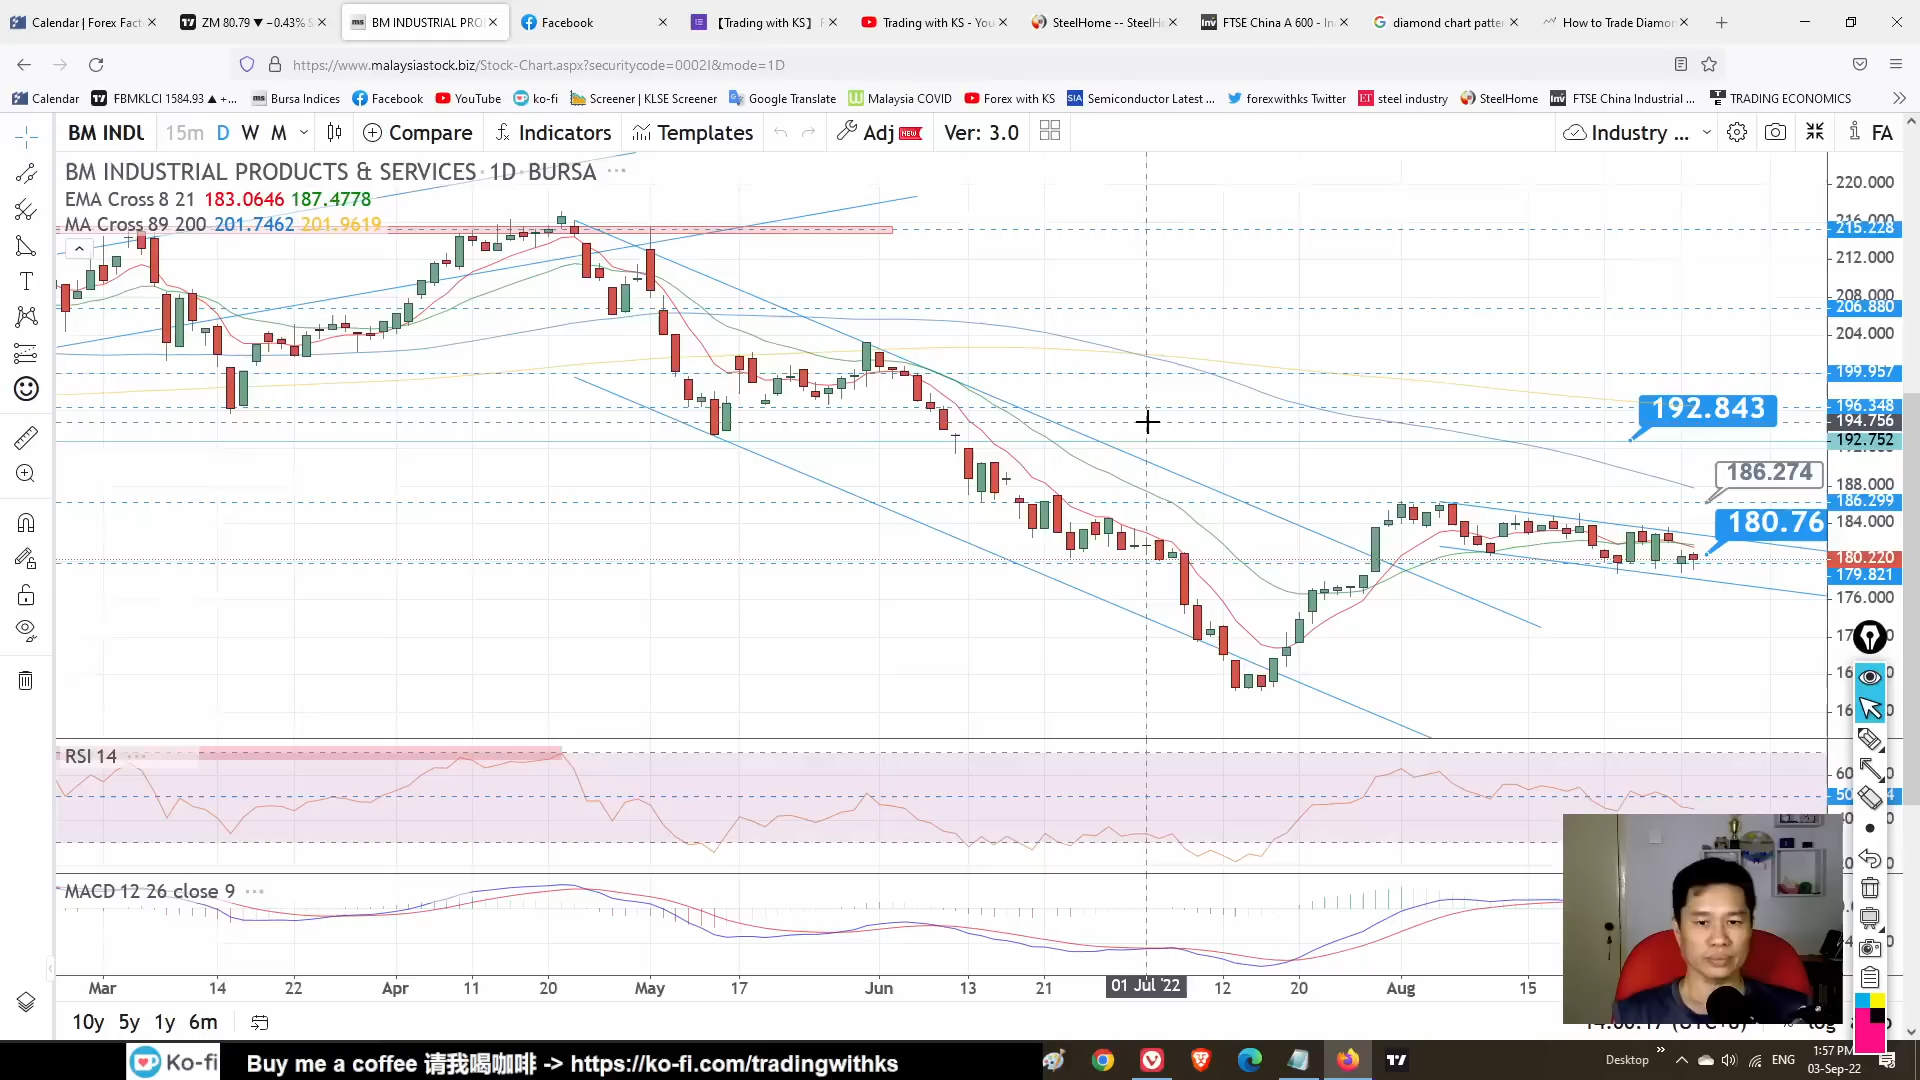 Calendar | Forex Fact
ZM 80.79 ▼ −0.43% S
BM INDUSTRIAL PRO
Facebook
【Trading with KS】 F
Trading with KS - You
SteelHome -- SteelH
FTSE China A 600 - In
diamond chart patter
How to Trade Diamon
https://www.malaysiastock.biz/Stock-Chart.aspx?securitycode=0002I&mode=1D
Calendar
FBMKLCI 1584.93 ▲ +...
Bursa Indices
Facebook
YouTube
ko-fi
Screener | KLSE Screener
Google Translate
Malaysia COVID
Forex with KS
Semiconductor Latest ...
forexwithks Twitter
steel industry
SteelHome
FTSE China Industrial ...
TRADING ECONOMICS
BM INDU
15m D W M
Compare
Indicators
Templates
Adj NEW
Ver: 3.0
Industry ...
FA
BM INDUSTRIAL PRODUCTS & SERVICES · 1D · BURSA
EMA Cross 8 21 183.0646 187.4778
MA Cross 89 200 201.7462 201.9619
220.000
216.000
215.228
212.000
208.000
206.880
204.000
199.957
196.348
194.756
192.752
188.000
186.299
184.000
180.220
179.821
176.000
192.843
186.274
180.76
RSI 14
MACD 12 26 close 9
Mar 14 22 Apr 11 20 May 17 Jun 13 21 01 Jul '22 12 20 Aug 15
10y 5y 1y 6m
Ko-fi
Buy me a coffee 请我喝咖啡 -> https://ko-fi.com/tradingwithks
Desktop
ENG
1:57 PM
03-Sep-22